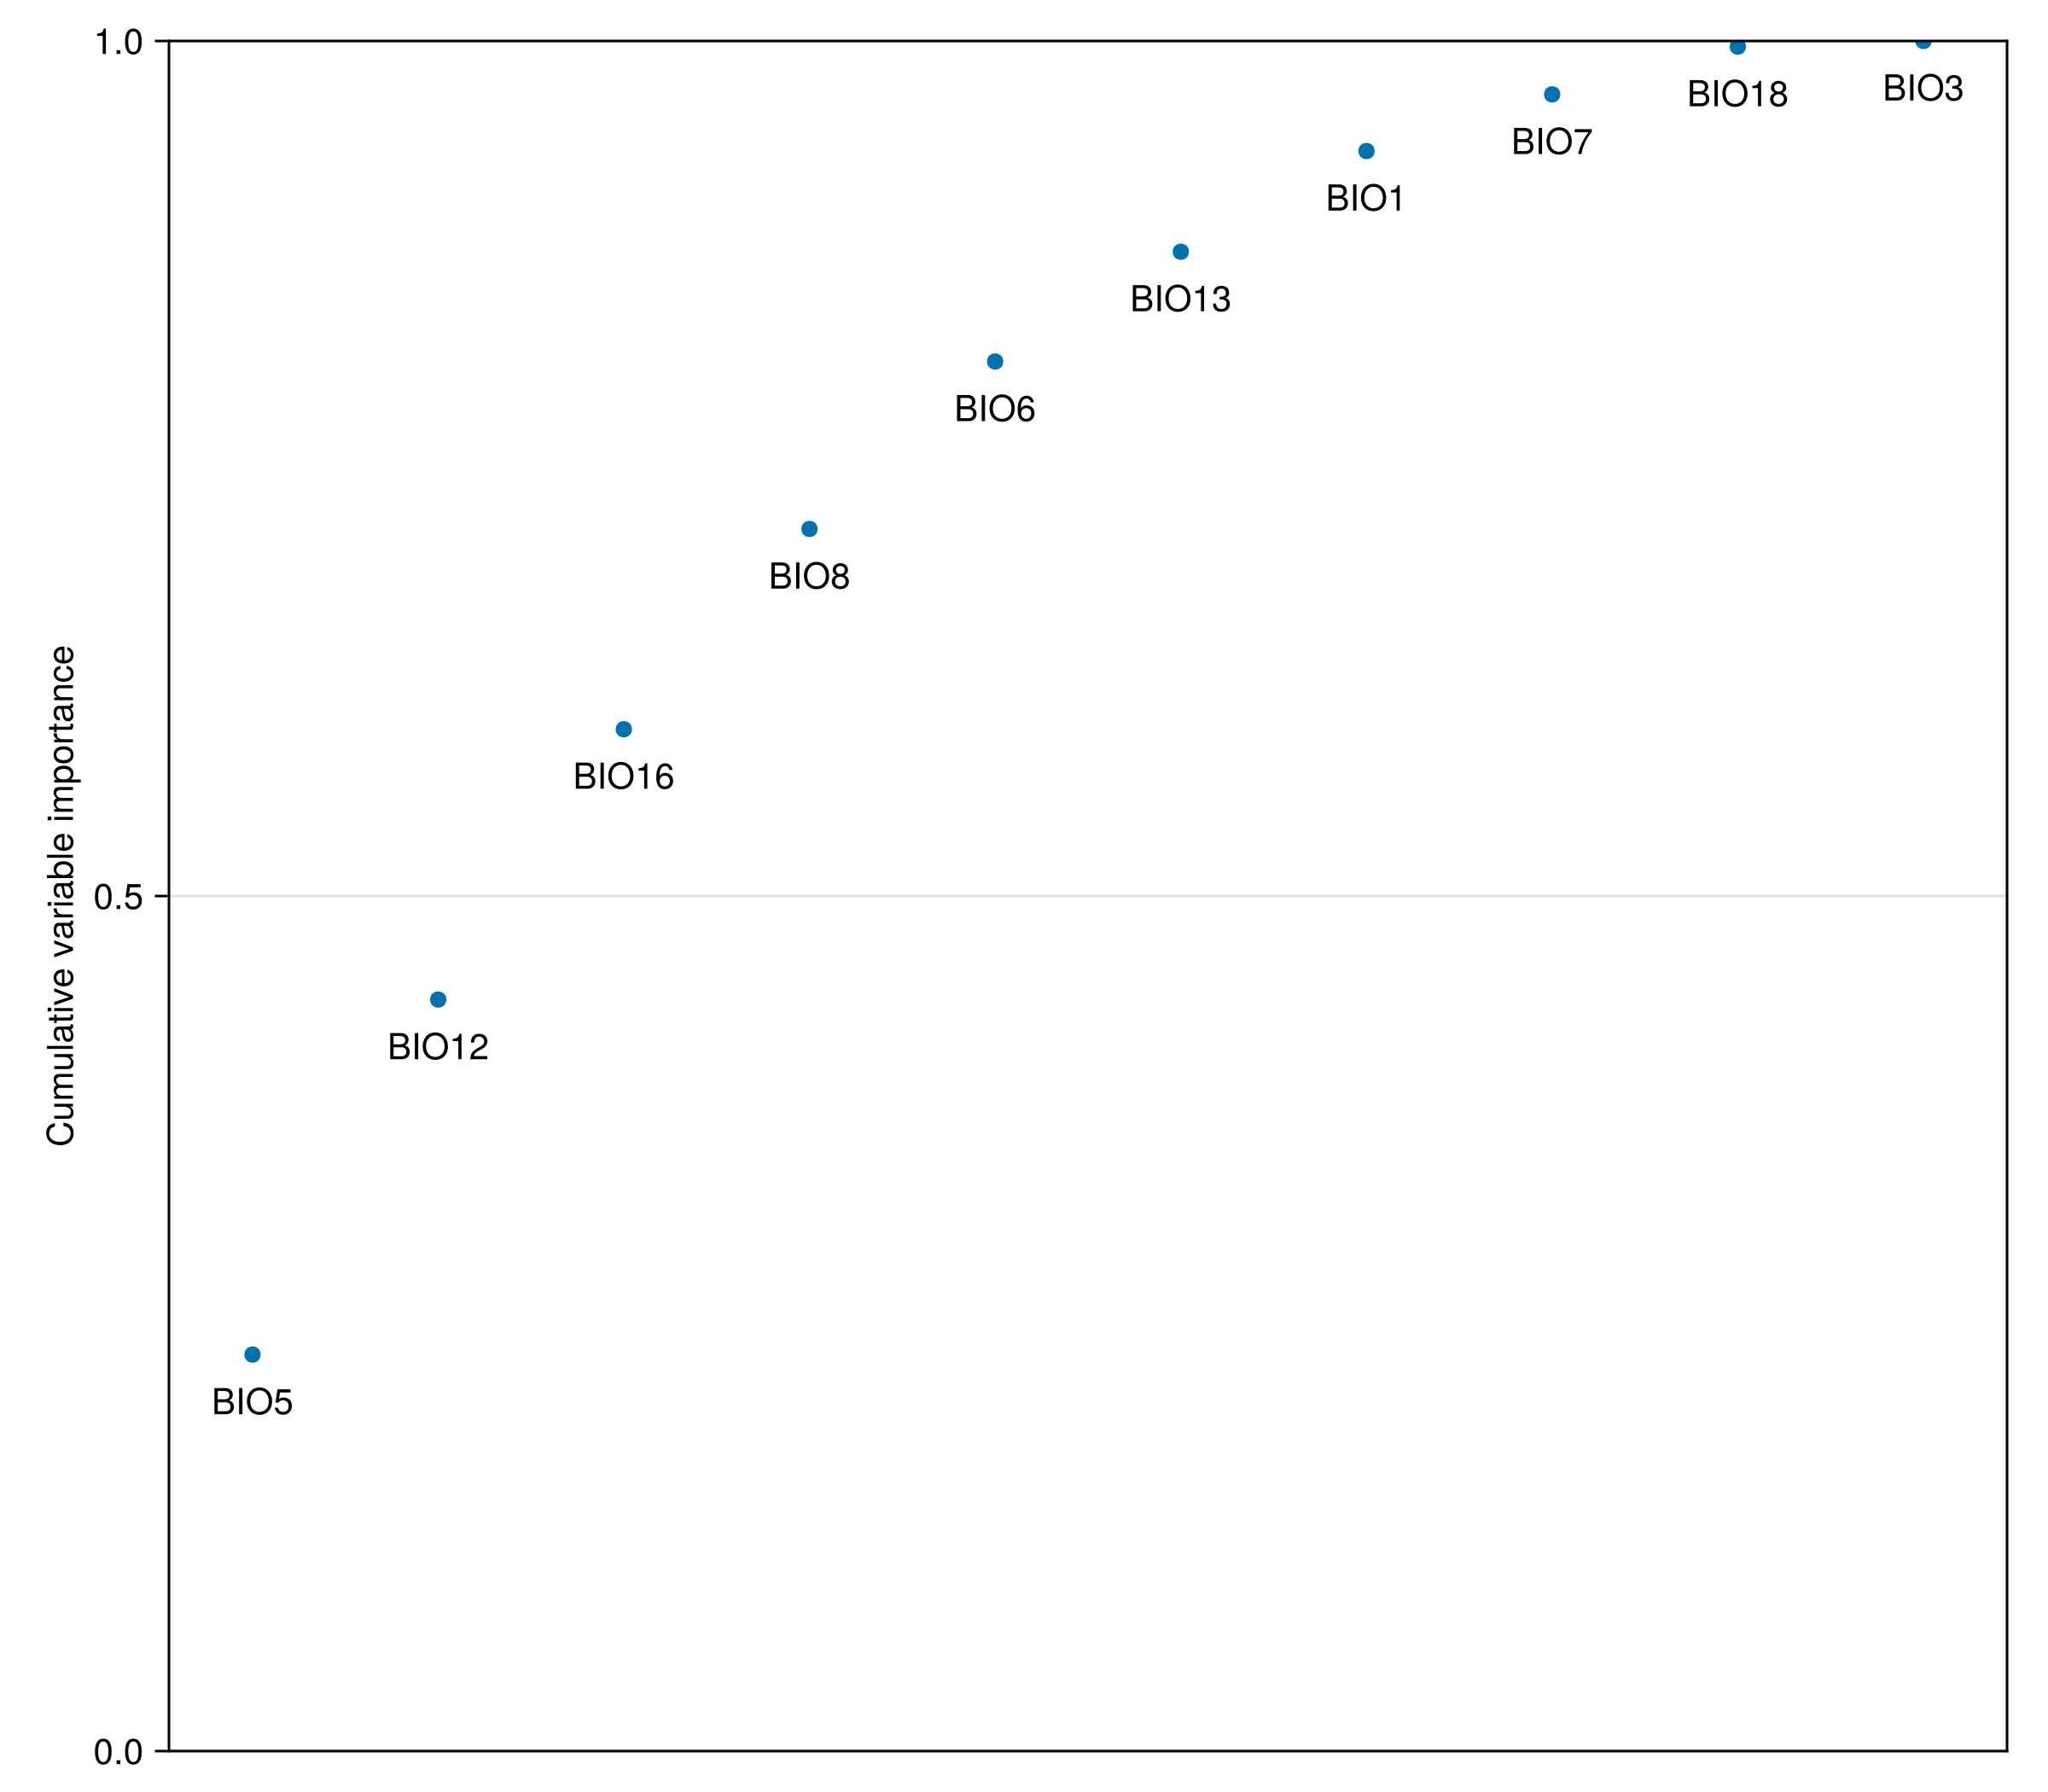 1.0
BIO3
BIO18
BIO7
BIO1
BIO13
BIO6
BIO8
BIO16
Cumulative variable importance
0.5
BIO12
BIO5
0.0